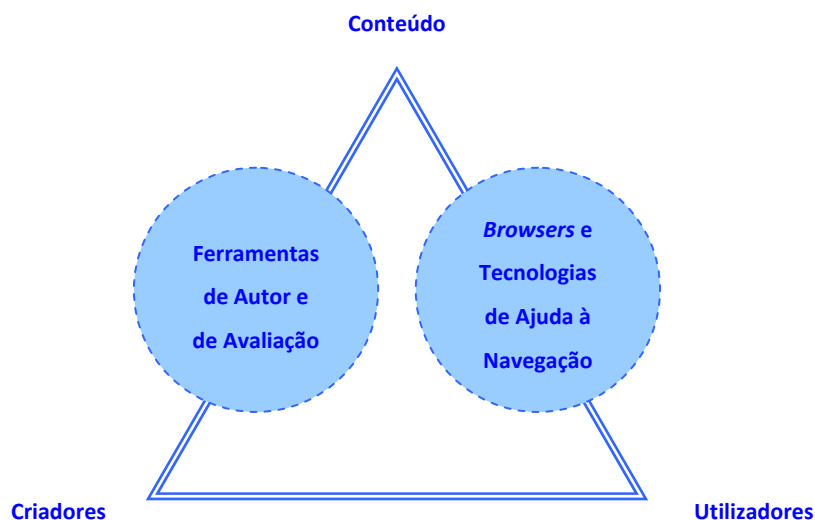 Conteúdo
Ferramentas
de Autor e
de Avaliação
Browsers e
Tecnologias
de Ajuda à
Navegação
Criadores
Utilizadores